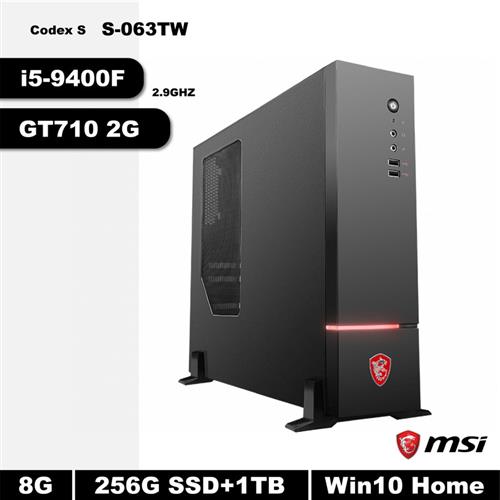 Codex S S-063TW
i5-9400F 2.9GHZ
GT710 2G
msi
8G 256G SSD+1TB Win10 Home